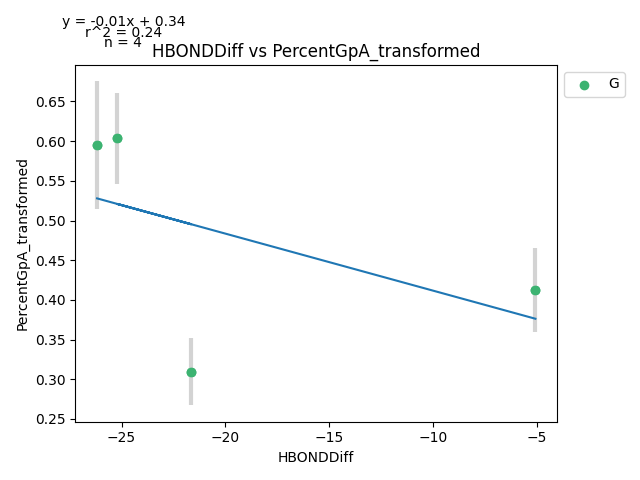 y = -0.01x + 0.34
r^2 = 0.24
n = 4
HBONDDiff vs PercentGpA_transformed
G
PercentGpA_transformed
0.65
0.60
0.55
0.50
0.45
0.40
0.35
0.30
0.25
−25
−20
−15
−10
−5
HBONDDiff